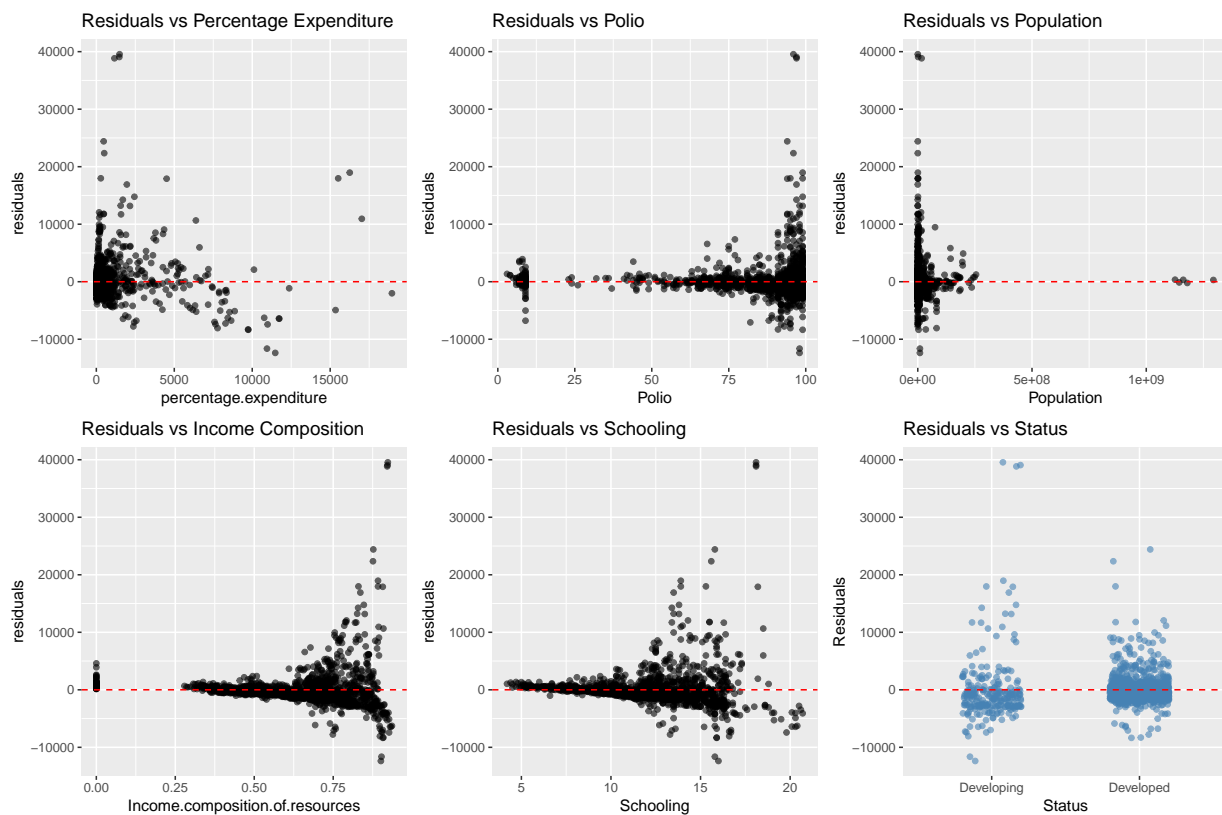 Residuals vs Percentage Expenditure
residuals
40000
30000
20000
10000
0
−10000
0
5000
10000
15000
percentage.expenditure
Residuals vs Polio
residuals
40000
30000
20000
10000
0
−10000
0
25
50
75
100
Polio
Residuals vs Population
residuals
40000
30000
20000
10000
0
−10000
0e+00
5e+08
1e+09
Population
Residuals vs Income Composition
residuals
40000
30000
20000
10000
0
−10000
0.00
0.25
0.50
0.75
Income.composition.of.resources
Residuals vs Schooling
residuals
40000
30000
20000
10000
0
−10000
5
10
15
20
Schooling
Residuals vs Status
Residuals
40000
30000
20000
10000
0
−10000
Developing
Developed
Status